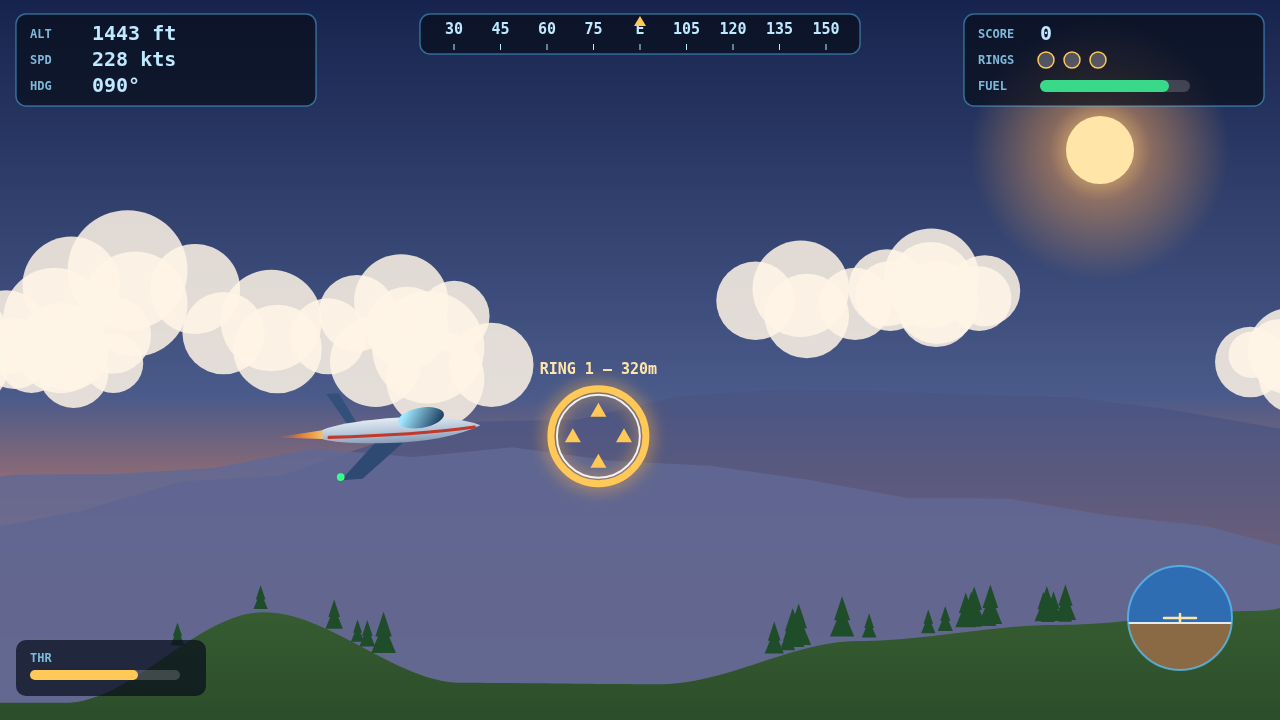 ALT 1443 ft
SPD 228 kts
HDG 090°
30 45 60 75 E 105 120 135 150
SCORE 0
RINGS
FUEL
RING 1 — 320m
THR